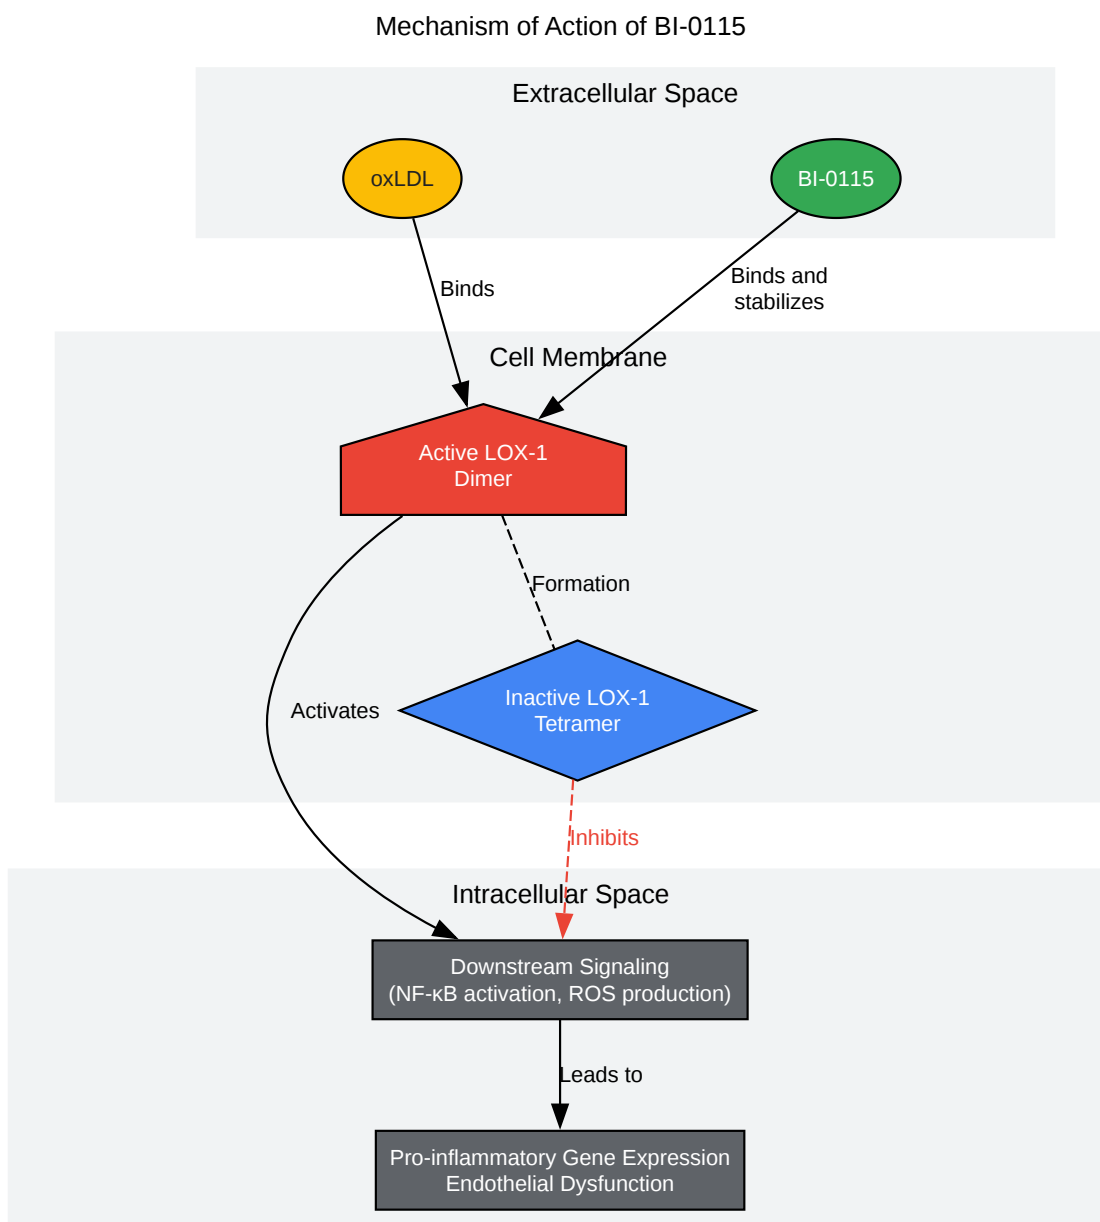 Mechanism of Action of BI-0115
Extracellular Space
oxLDL
BI-0115
Binds
Binds and
stabilizes
Cell Membrane
Active LOX-1
Dimer
Formation
Inactive LOX-1
Tetramer
Activates
Inhibits
Intracellular Space
Downstream Signaling
(NF-κB activation, ROS production)
Leads to
Pro-inflammatory Gene Expression
Endothelial Dysfunction